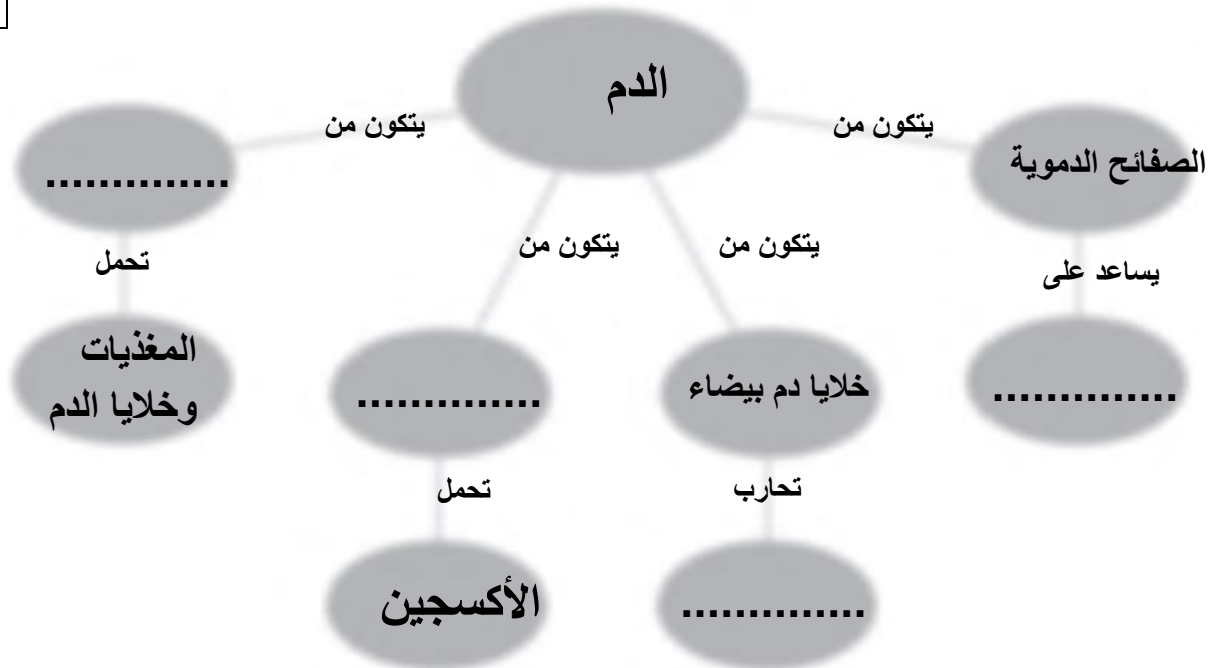 الدم
يتكون من
يتكون من
الصفائح الدموية
..............
يتكون من
يتكون من
يساعد على
تحمل
..............
خلايا دم بيضاء
..............
المغذيات
وخلايا الدم
تحارب
تحمل
..............
الأكسجين